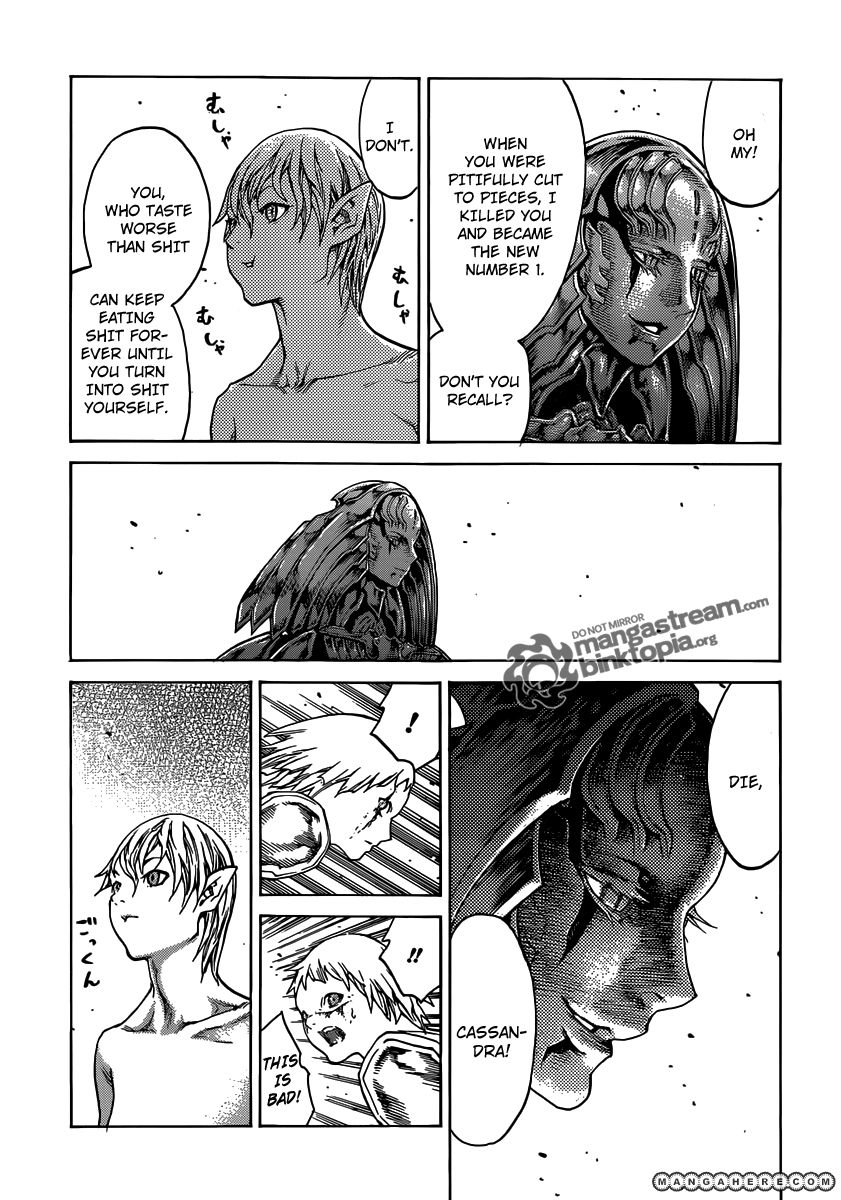 OH
MY!
WHEN
YOU WERE
PITIFULLY CUT
TO PIECES, I
KILLED YOU
AND BECAME
THE NEW
NUMBER 1.
DON'T YOU
RECALL?
I
DON'T.
むしゃ
YOU,
WHO TASTE
WORSE
THAN SHIT
むしゃ
むしゃ
CAN KEEP
EATING
SHIT FOR-
EVER UNTIL
YOU TURN
INTO SHIT
YOURSELF.
DO NOT MIRROR
mangastream.com
binktopia.org
DIE,
CASSAN-
DRA!
!
!!
THIS
IS
BAD!
ごっくん
MANGAHERE.COM